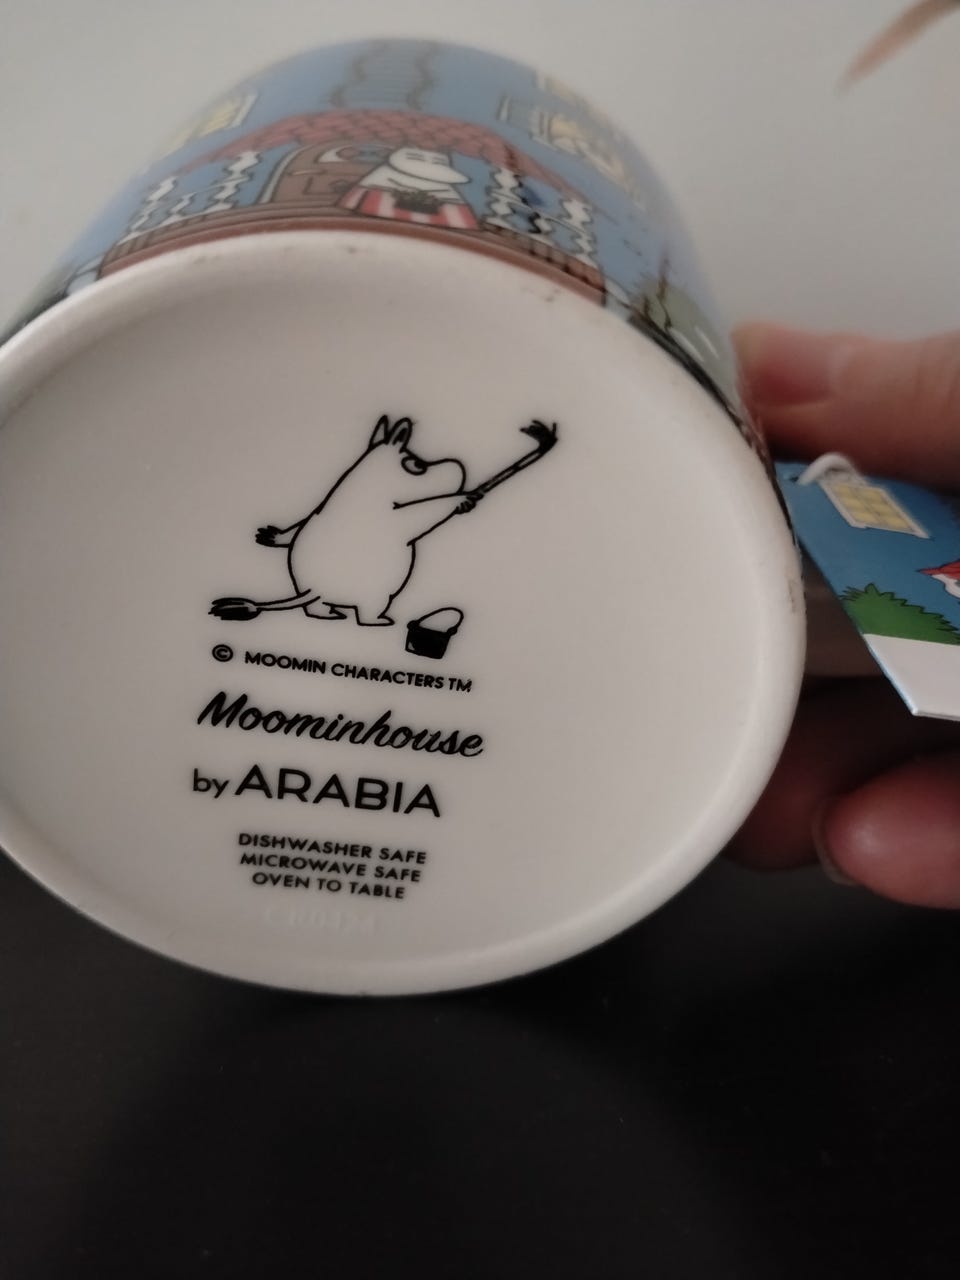 © MOOMIN CHARACTERS TM
Moominhouse
by ARABIA
DISHWASHER SAFE
MICROWAVE SAFE
OVEN TO TABLE